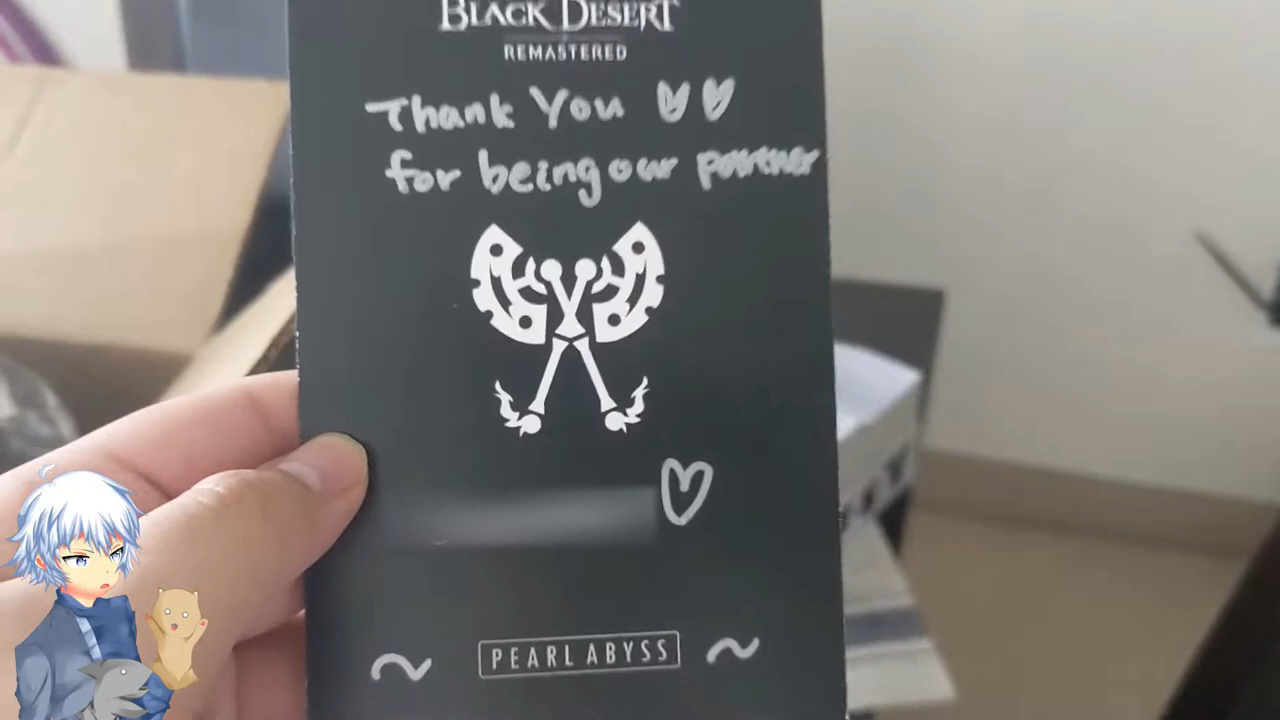 BLACK DESERT
REMASTERED
Thank You ♡♡
for being our partner
♡
~ PEARL ABYSS ~